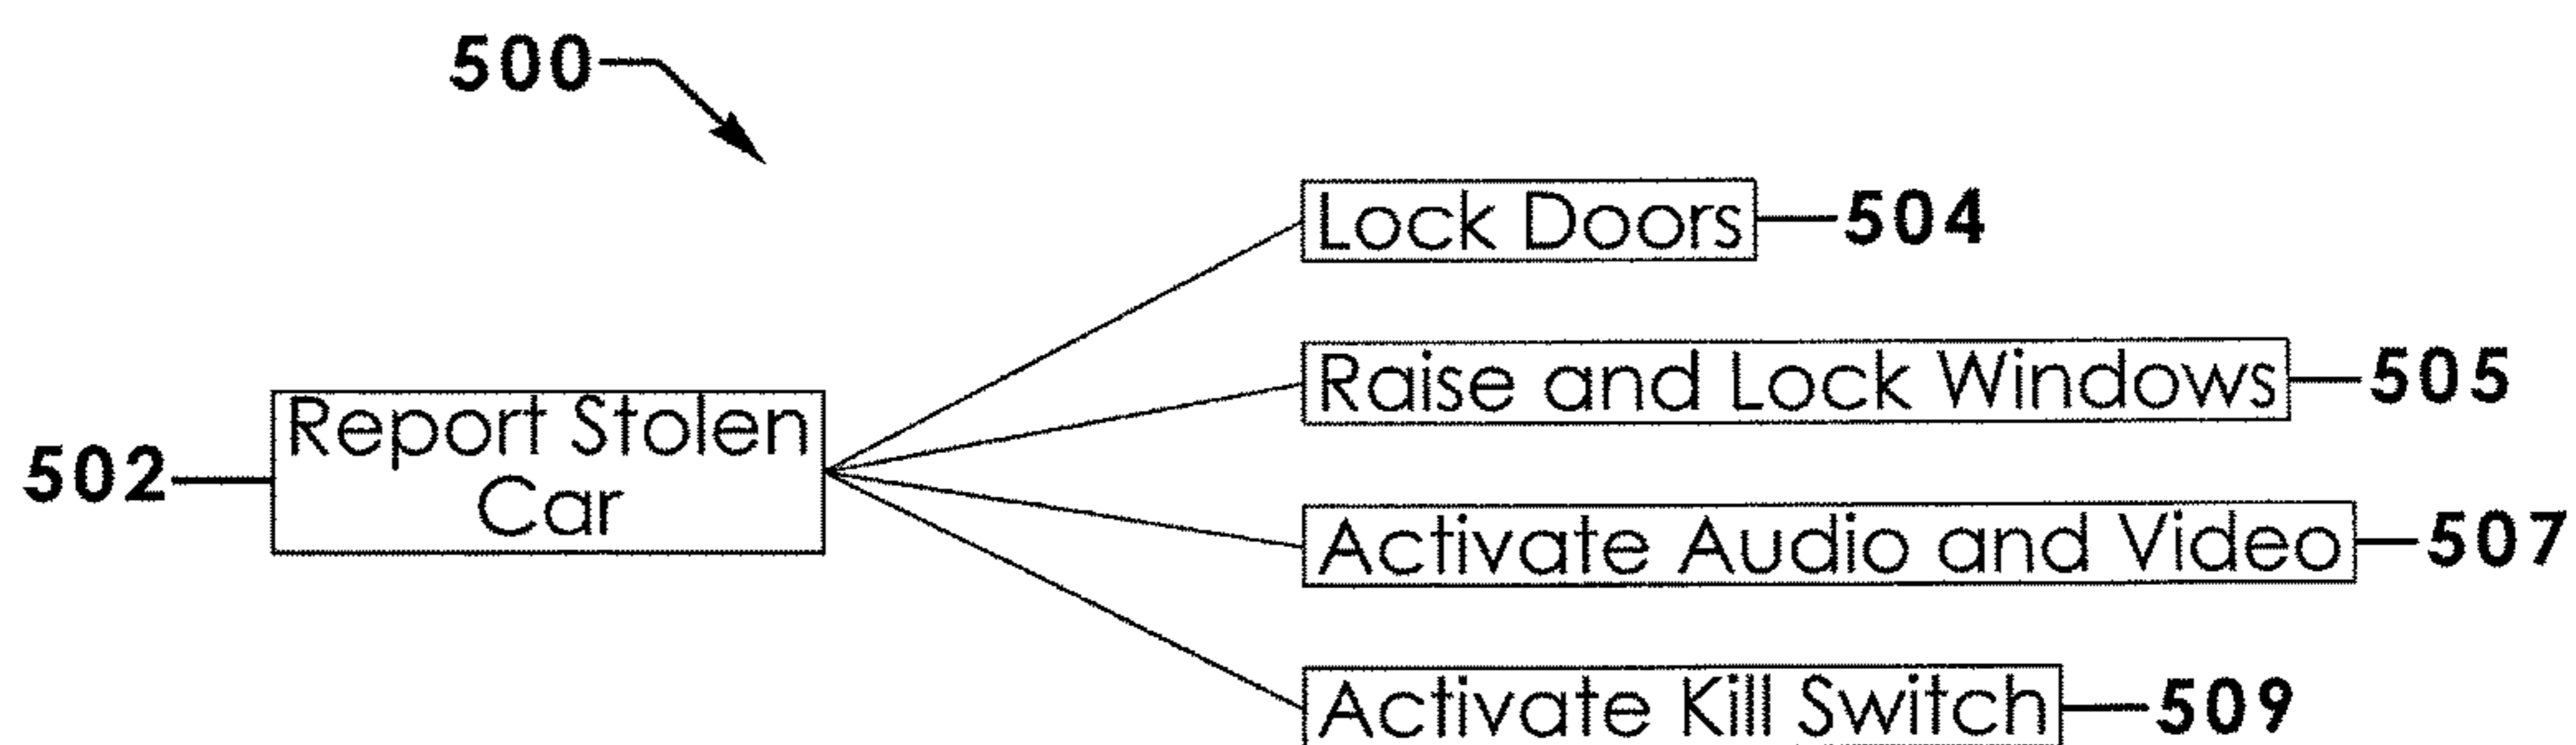 500
Lock Doors 504
Raise and Lock Windows 505
Report Stolen
502
Car
Activate Audio and Video 507
Activate Kill Switch 509